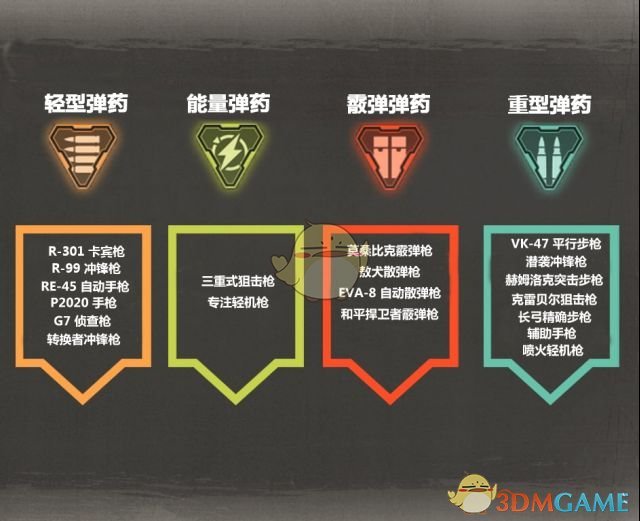 轻型弹药
能量弹药
霰弹弹药
重型弹药
R-301 卡宾枪
R-99 冲锋枪
RE-45 自动手枪
P2020 手枪
G7 侦查枪
转换者冲锋枪
三重式狙击枪
专注轻机枪
莫桑比克霰弹枪
敖犬散弹枪
EVA-8 自动散弹枪
和平捍卫者霰弹枪
VK-47 平行步枪
潜袭冲锋枪
赫姆洛克突击步枪
克雷贝尔狙击枪
长弓精确步枪
辅助手枪
喷火轻机枪
3DMGAME